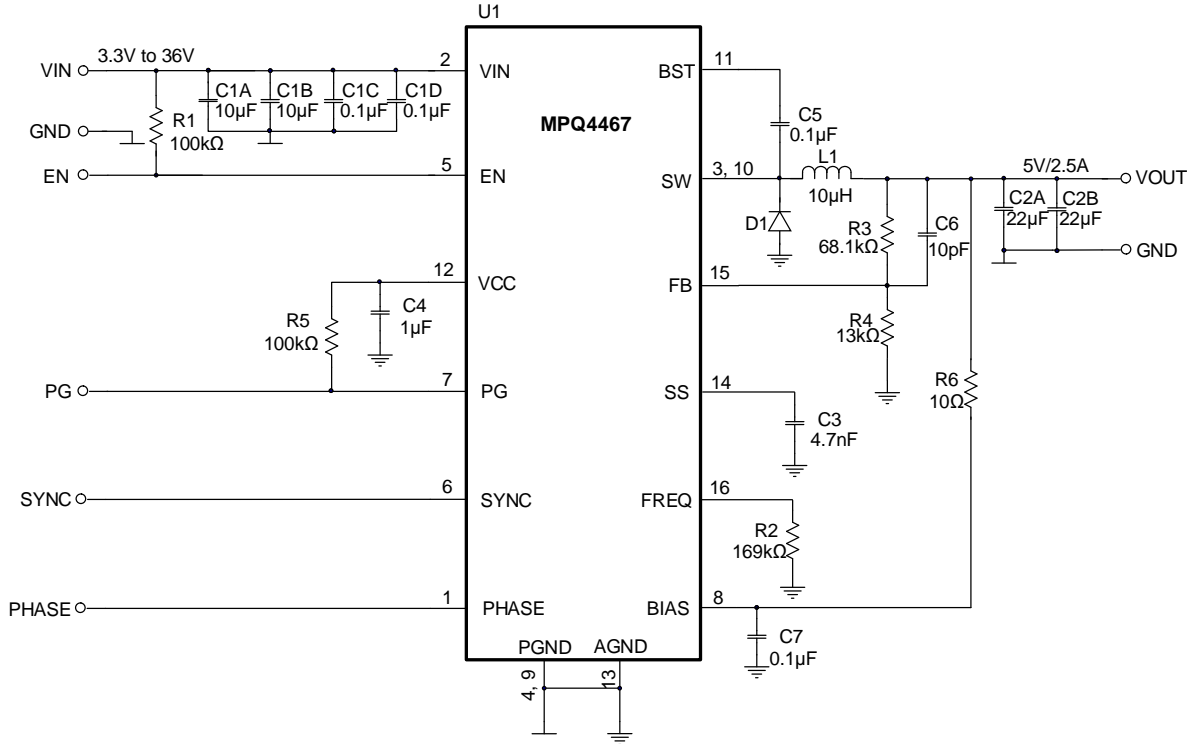 U1
MPQ4467
VIN
3.3V to 36V
2
VIN
C1A
10µF
C1B
10µF
C1C
0.1µF
C1D
0.1µF
GND
R1
100kΩ
EN
5
EN
12
VCC
C4
1µF
R5
100kΩ
PG
7
PG
SYNC
6
SYNC
PHASE
1
PHASE
PGND
AGND
4, 9
13
BST
11
C5
0.1µF
SW
3, 10
L1
10µH
D1
5V/2.5A
VOUT
R3
68.1kΩ
C6
10pF
C2A
22µF
C2B
22µF
GND
FB
15
R4
13kΩ
SS
14
C3
4.7nF
R6
10Ω
FREQ
16
R2
169kΩ
BIAS
8
C7
0.1µF